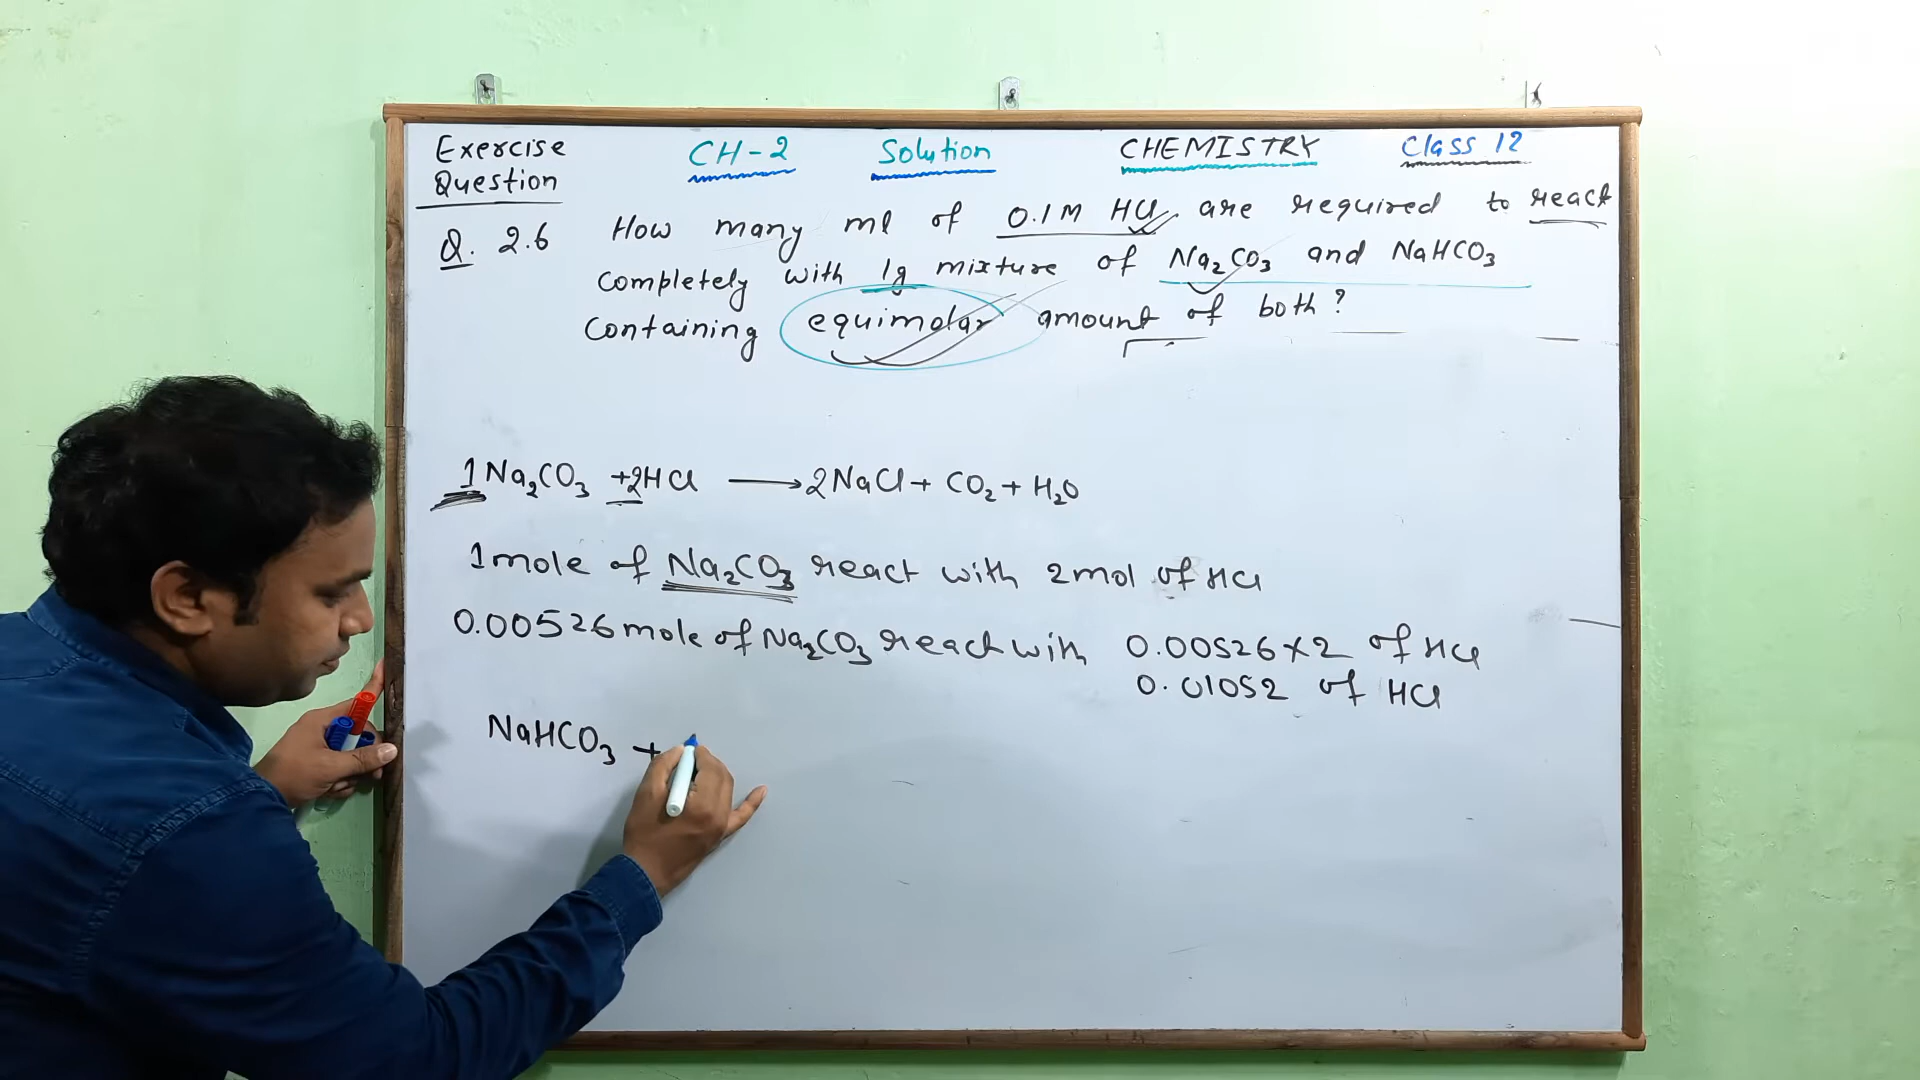 Exercise Question CH-2 Solution CHEMISTRY Class 12
Q. 2.6 How many ml of 0.1M HCl are required to react
completely with 1g mixture of Na₂CO₃ and NaHCO₃
containing equimolar amount of both?
1Na₂CO₃ +2HCl ⟶ 2NaCl + CO₂ + H₂O
1mole of Na₂CO₃ react with 2mol of HCl
0.00526 mole of Na₂CO₃ react with 0.00526×2 of HCl
0.01052 of HCl
NaHCO₃ +